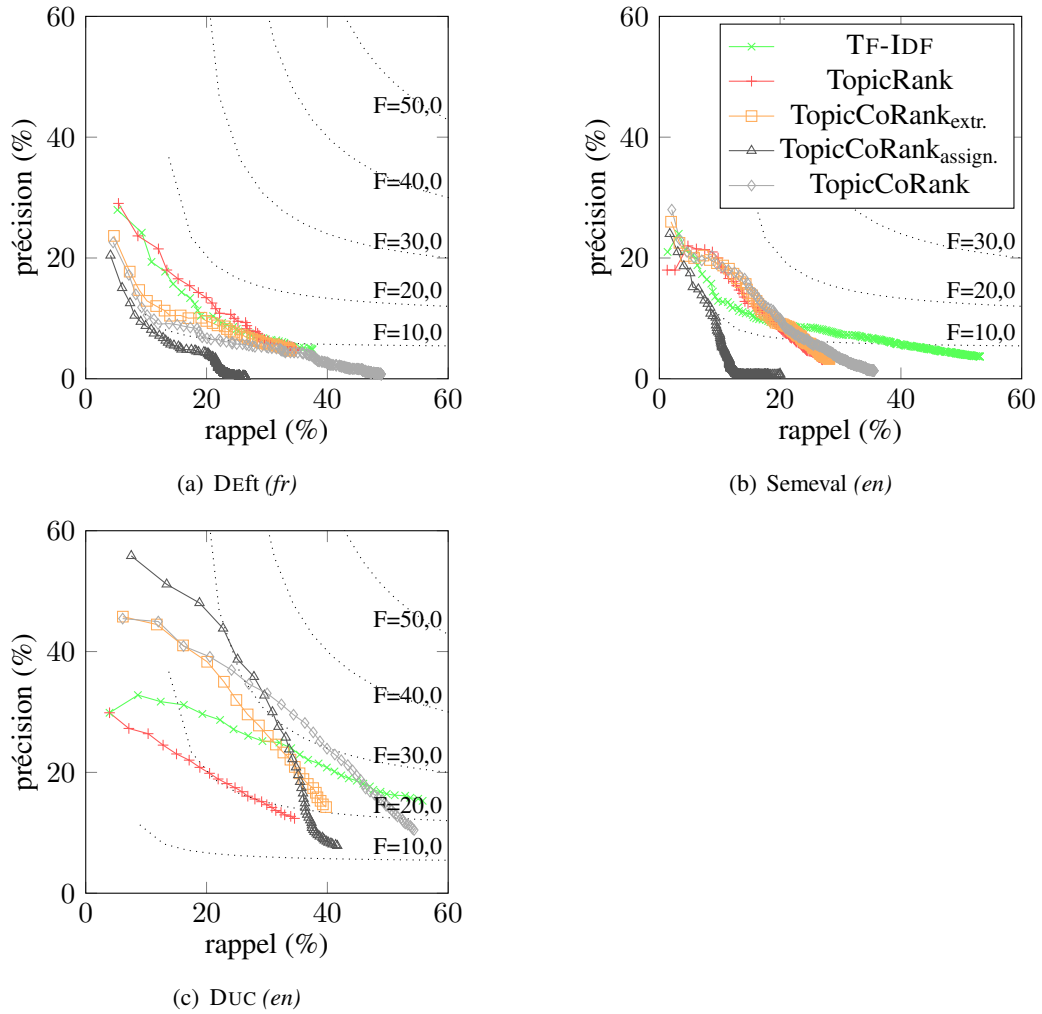 60
40
20
0
0
20
40
60
précision (%)
rappel (%)
F=50,0
F=40,0
F=30,0
F=20,0
F=10,0
(a) DEft (fr)
60
40
20
0
0
20
40
60
précision (%)
rappel (%)
TF-IDF
TopicRank
TopicCoRankextr.
TopicCoRankassign.
TopicCoRank
F=30,0
F=20,0
F=10,0
(b) Semeval (en)
60
40
20
0
0
20
40
60
précision (%)
rappel (%)
F=50,0
F=40,0
F=30,0
F=20,0
F=10,0
(c) DUC (en)